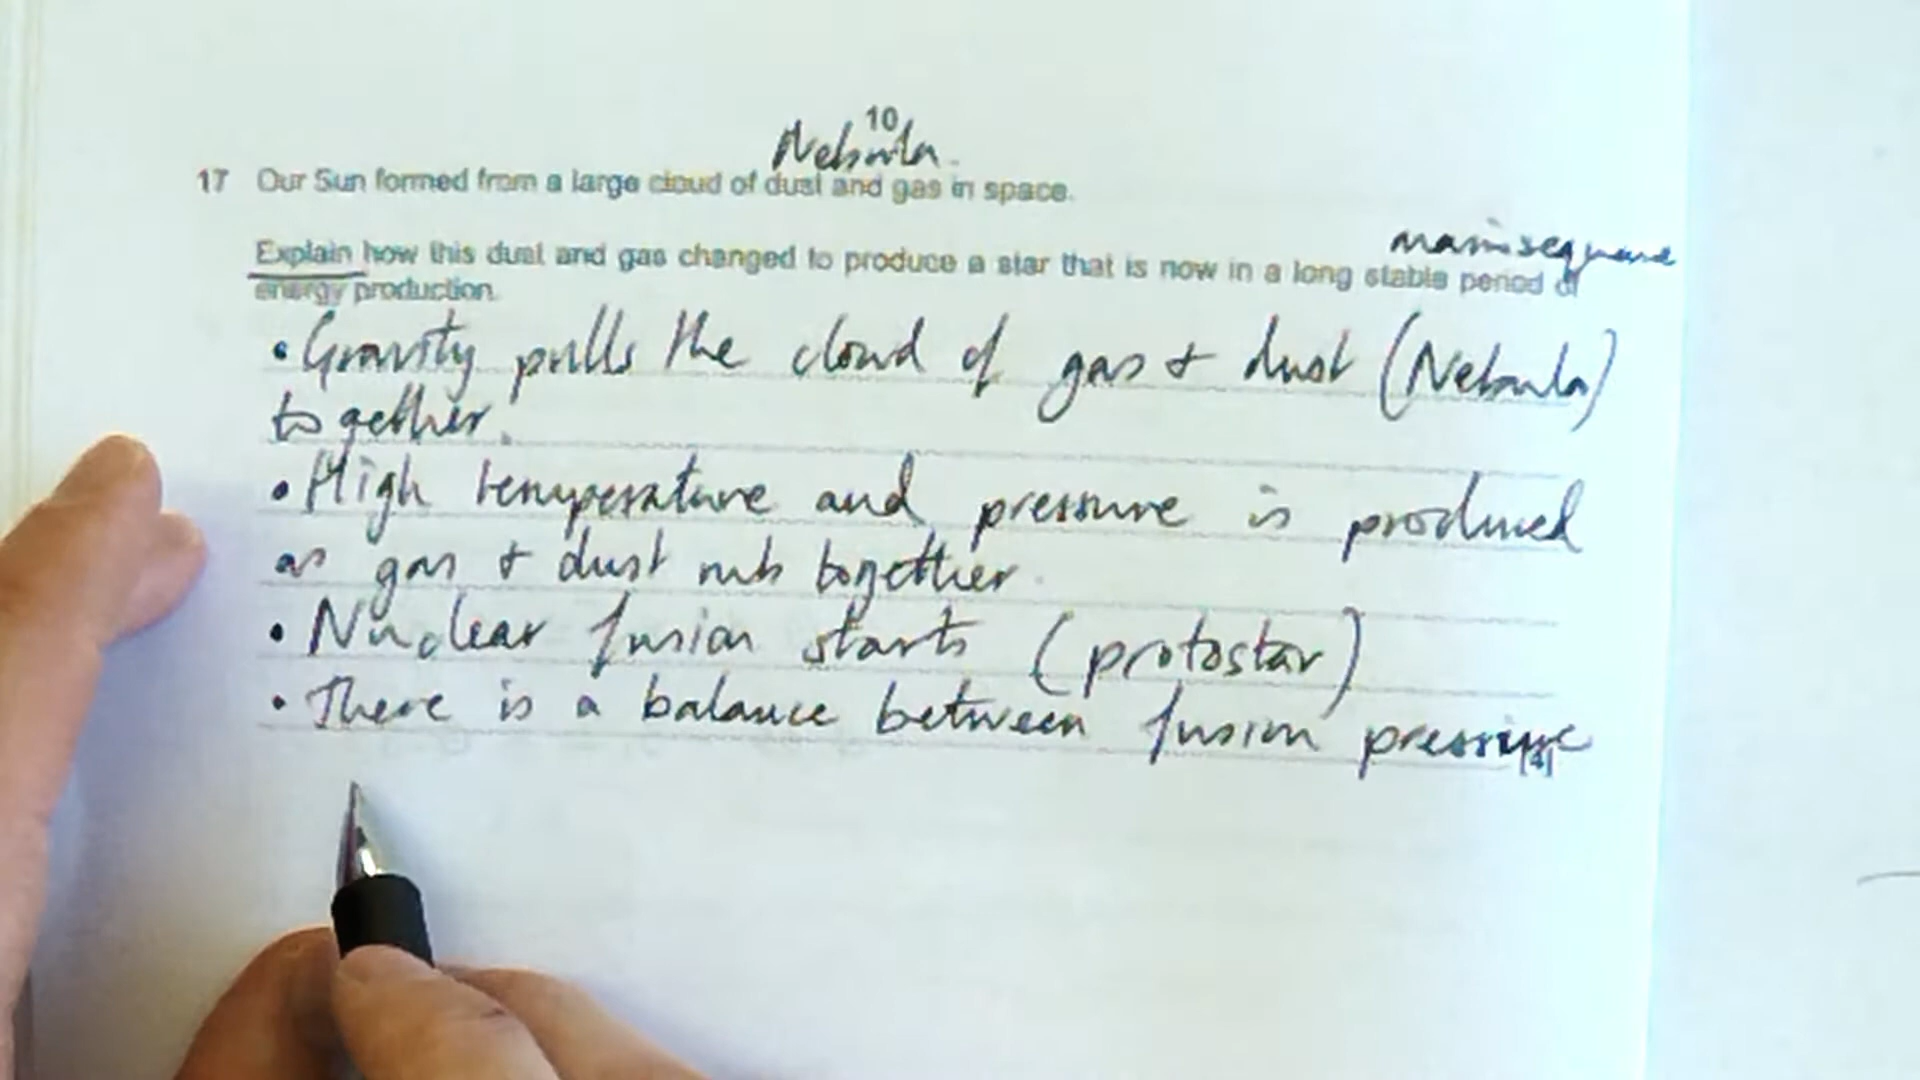 10
Nebula.
17 Our Sun formed from a large cloud of dust and gas in space.
main sequence
Explain how this dust and gas changed to produce a star that is now in a long stable period of
energy production.
• Gravity pulls the cloud of gas + dust (Nebula)
together.
• High temperature and pressure is produced
as gas + dust rub together.
• Nuclear fusion starts (protostar)
• There is a balance between fusion pressure
[4]